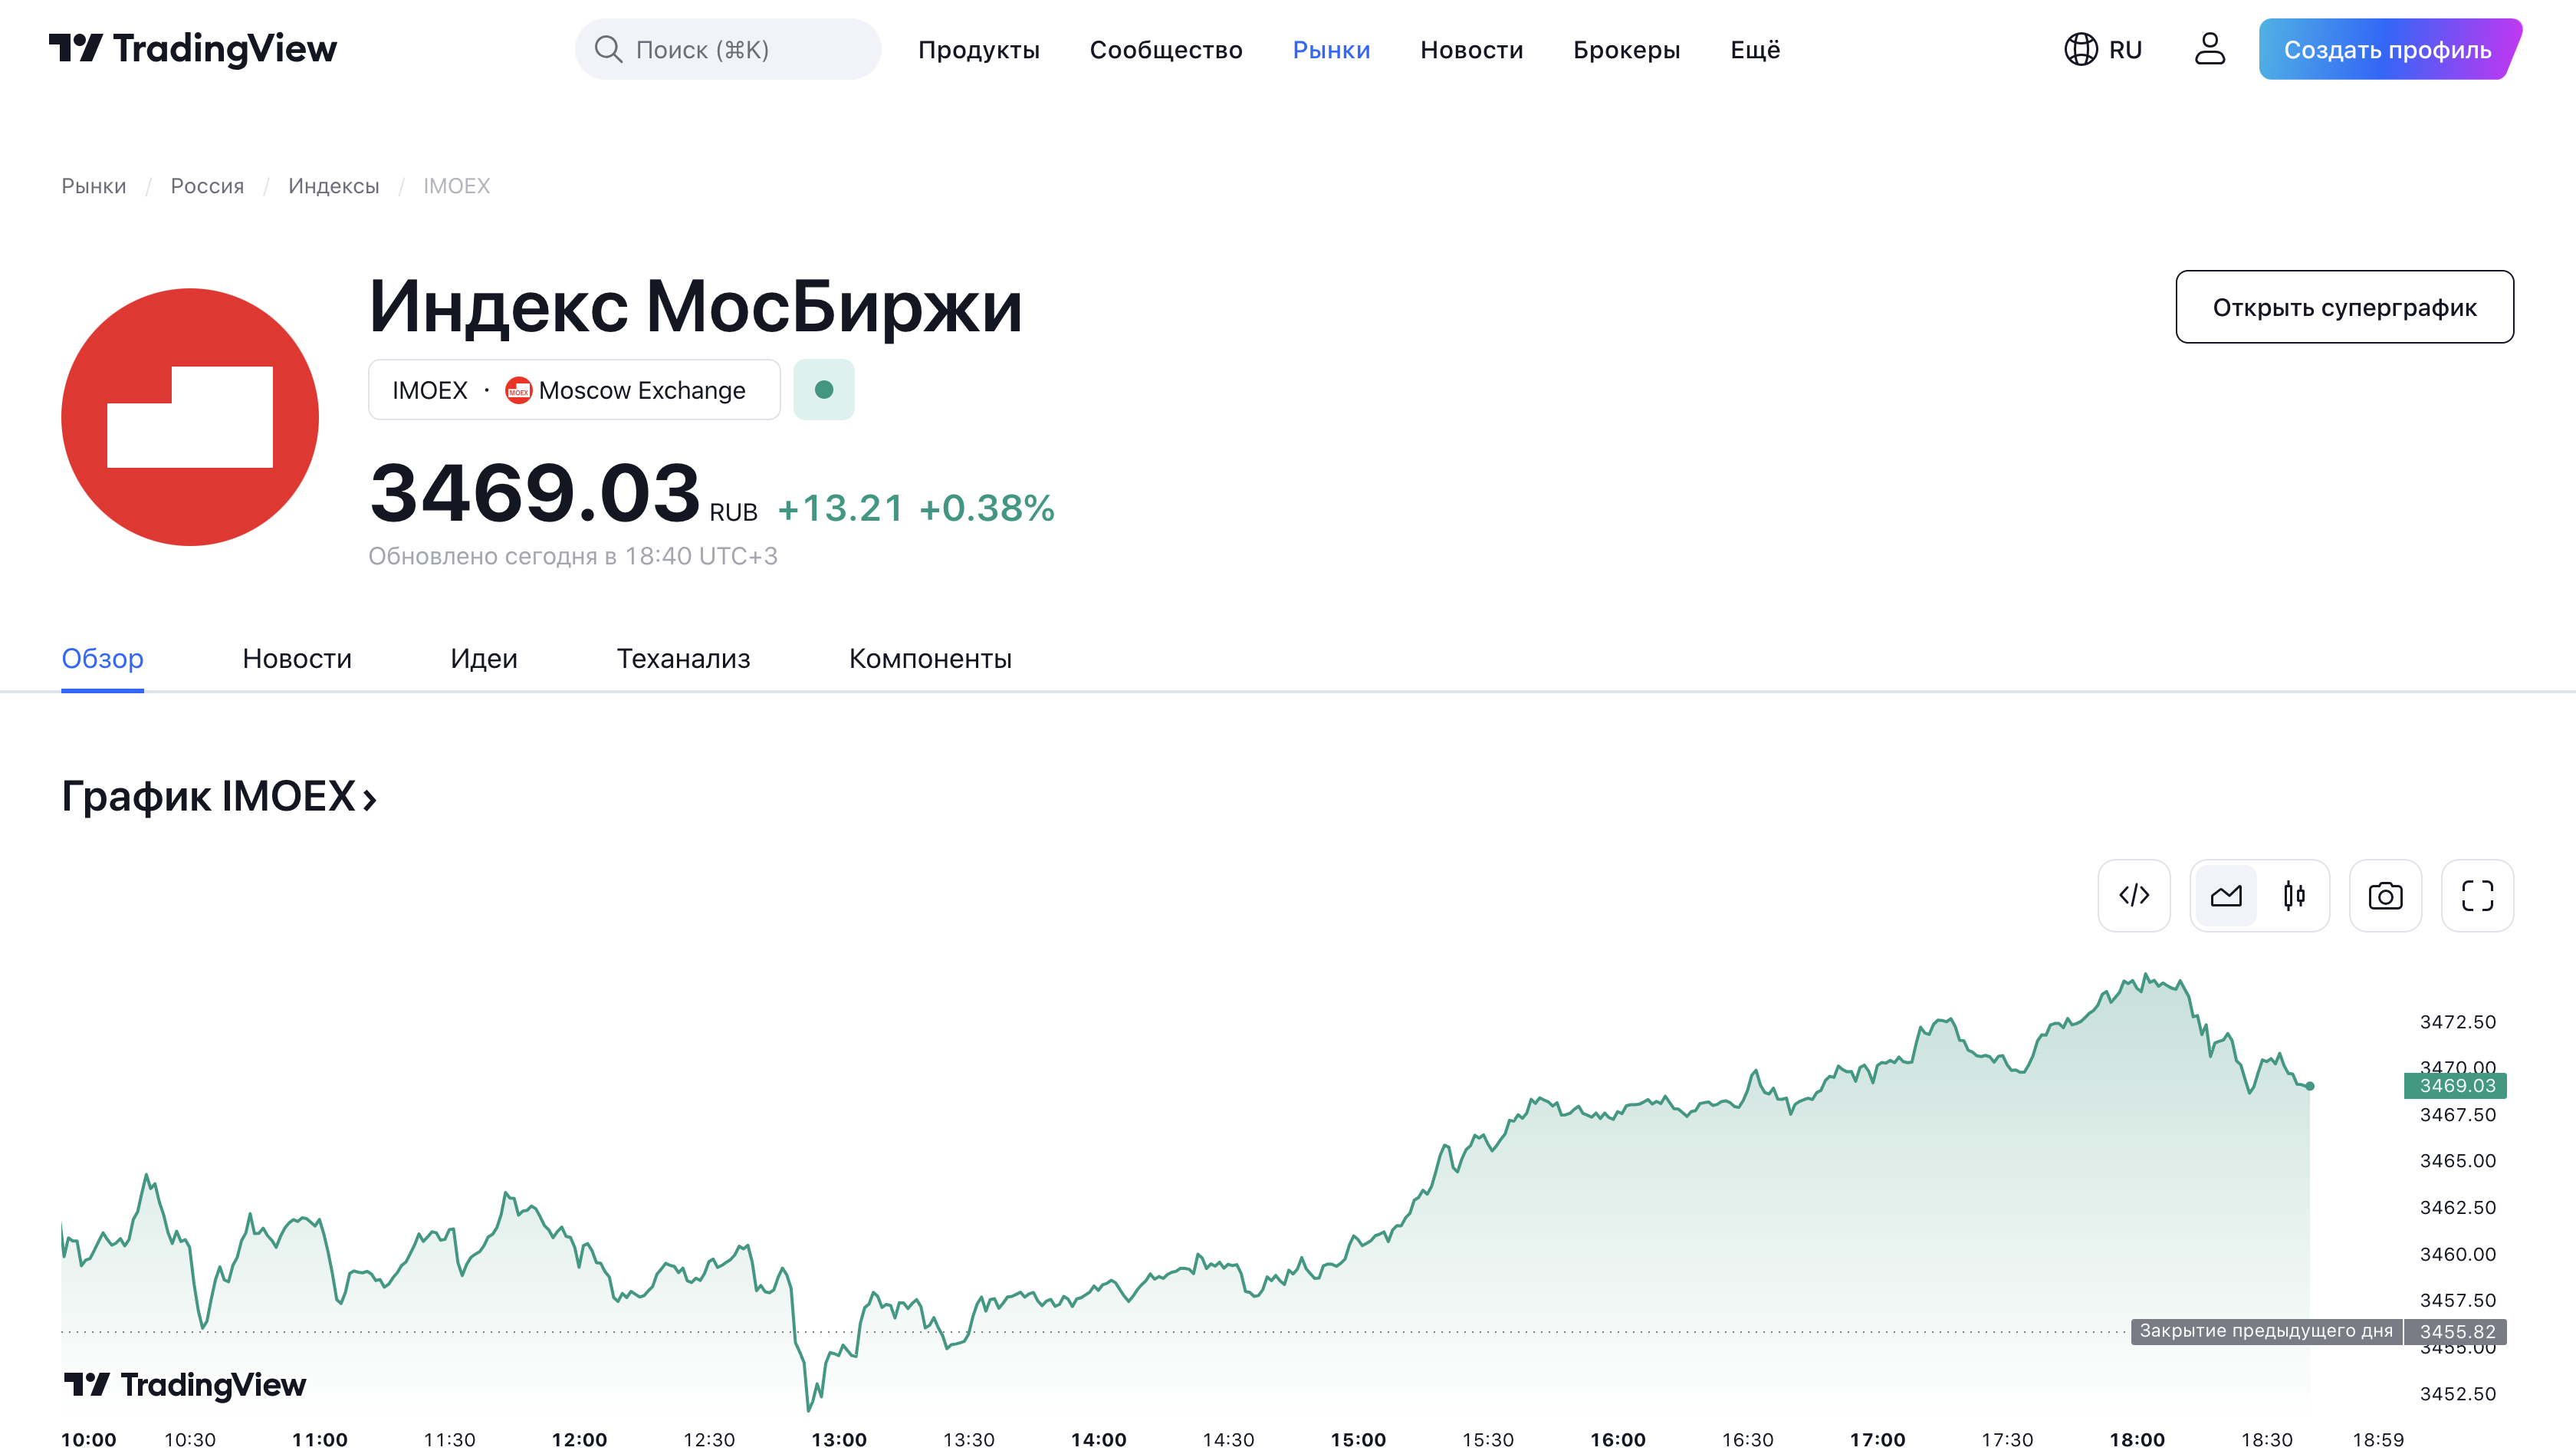 TradingView Поиск (⌘K) Продукты Сообщество Рынки Новости Брокеры Ещё RU Создать профиль
Рынки / Россия / Индексы / IMOEX
Индекс МосБиржи
Открыть суперграфик
IMOEX · MOEX Moscow Exchange
3469.03 RUB +13.21 +0.38%
Обновлено сегодня в 18:40 UTC+3
Обзор Новости Идеи Теханализ Компоненты
График IMOEX ›
3472.50
3470.00
3469.03
3467.50
3465.00
3462.50
3460.00
3457.50
Закрытие предыдущего дня 3455.82
3455.00
TradingView
3452.50
10:00 10:30 11:00 11:30 12:00 12:30 13:00 13:30 14:00 14:30 15:00 15:30 16:00 16:30 17:00 17:30 18:00 18:30 18:59